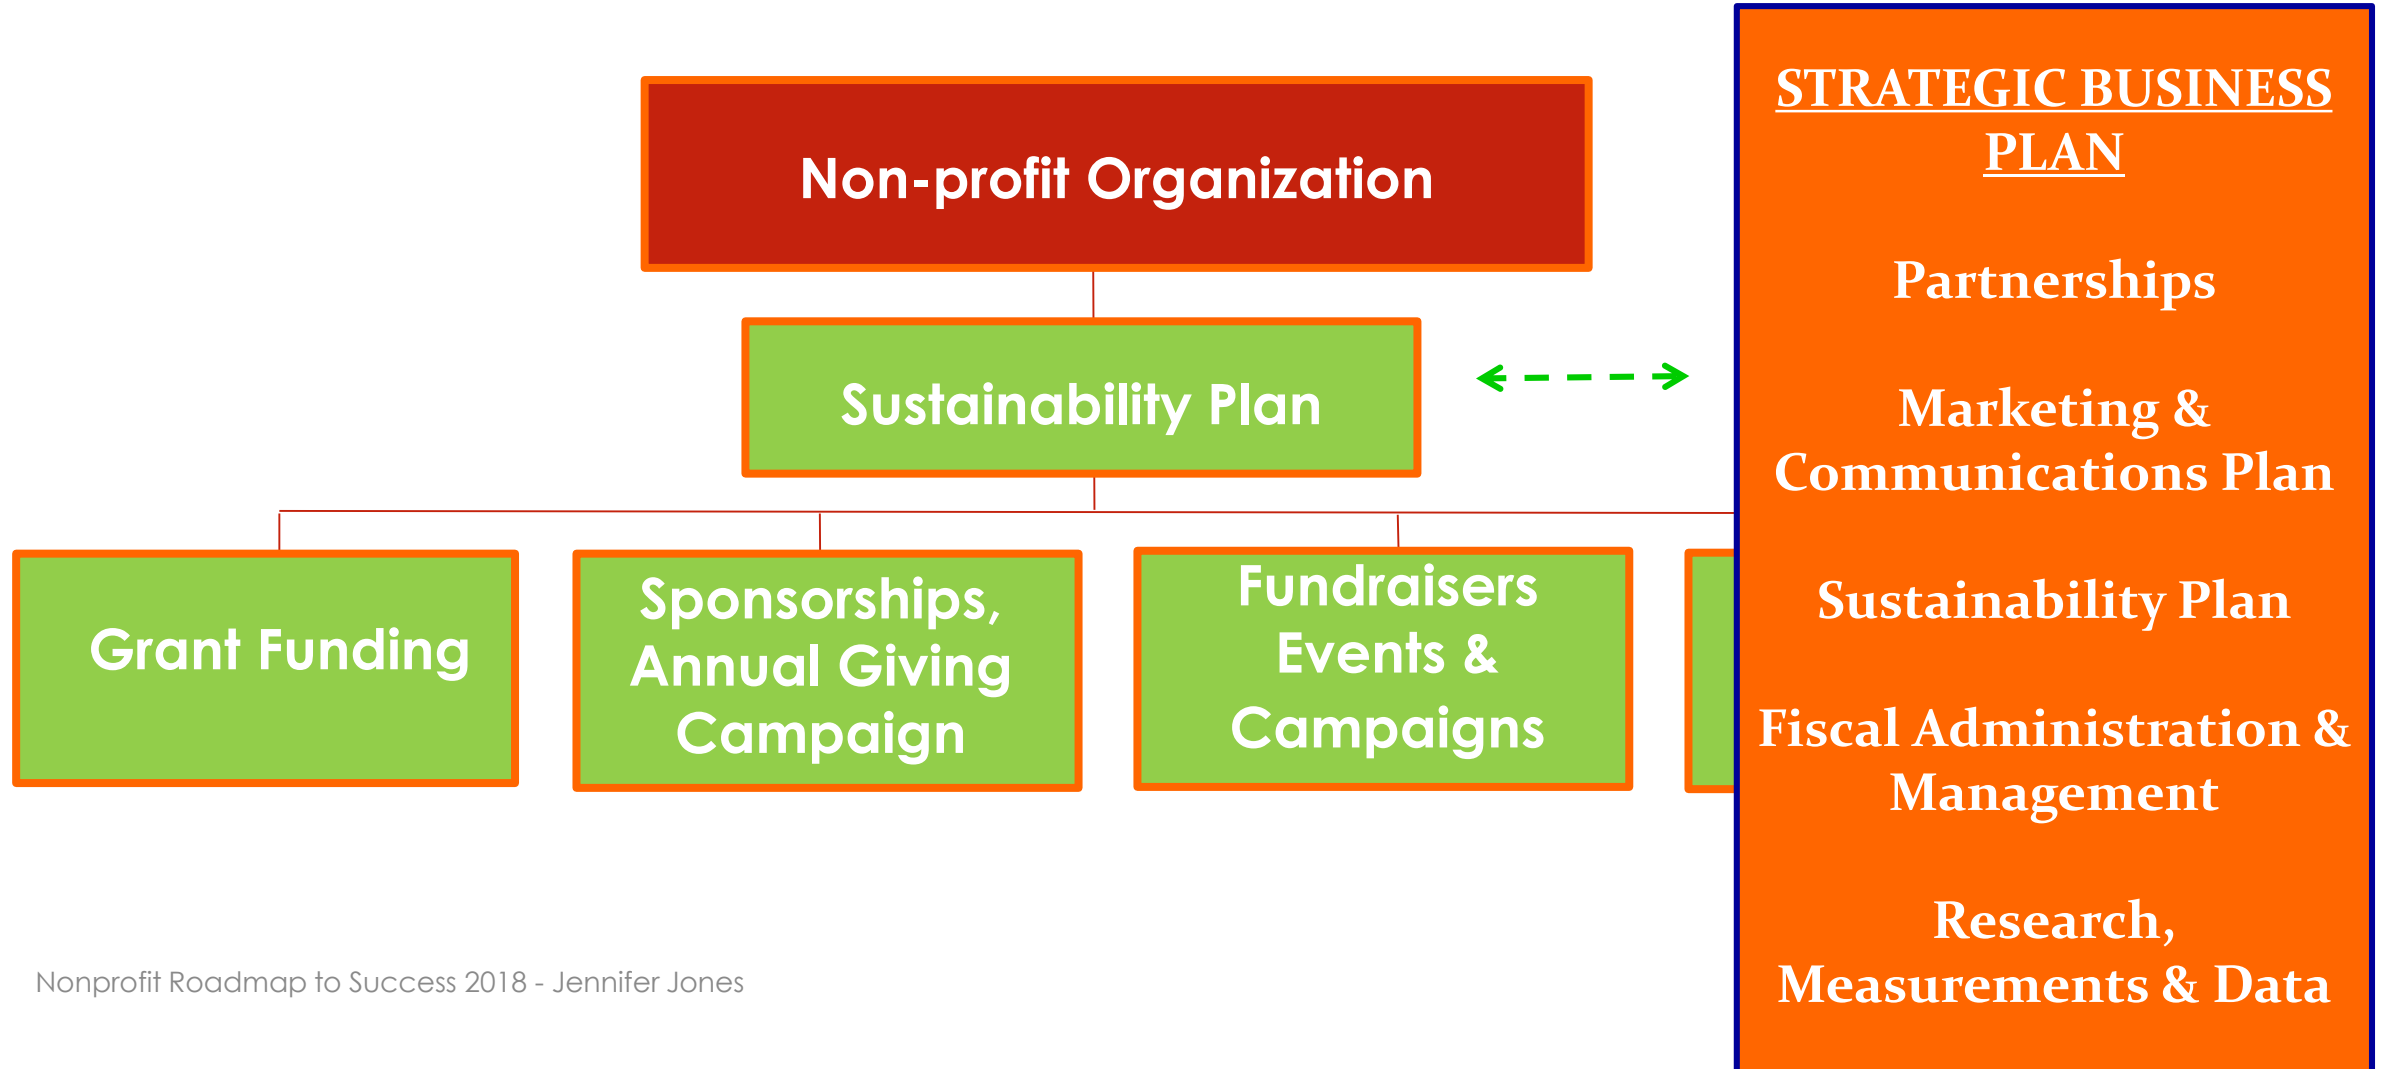 Non-profit Organization
Sustainability Plan
Grant Funding
Sponsorships,
Annual Giving
Campaign
Fundraisers
Events &
Campaigns
STRATEGIC BUSINESS
PLAN
Partnerships
Marketing &
Communications Plan
Sustainability Plan
Fiscal Administration &
Management
Research,
Measurements & Data
Nonprofit Roadmap to Success 2018 - Jennifer Jones